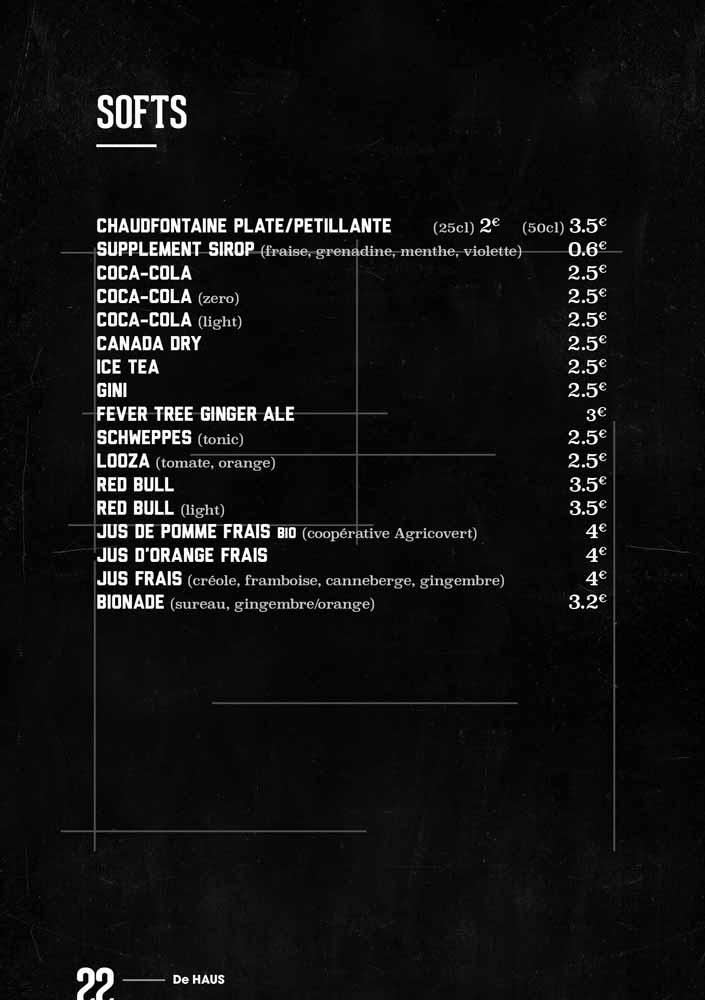 SOFTS
CHAUDFONTAINE PLATE/PETILLANTE (25cl) 2€ (50cl) 3.5€
SUPPLEMENT SIROP (fraise, grenadine, menthe, violette) 0.6€
COCA-COLA 2.5€
COCA-COLA (zero) 2.5€
COCA-COLA (light) 2.5€
CANADA DRY 2.5€
ICE TEA 2.5€
GINI 2.5€
FEVER TREE GINGER ALE 3€
SCHWEPPES (tonic) 2.5€
LOOZA (tomate, orange) 2.5€
RED BULL 3.5€
RED BULL (light) 3.5€
JUS DE POMME FRAIS BIO (coopérative Agricovert) 4€
JUS D'ORANGE FRAIS 4€
JUS FRAIS (créole, framboise, canneberge, gingembre) 4€
BIONADE (sureau, gingembre/orange) 3.2€
22 De HAUS